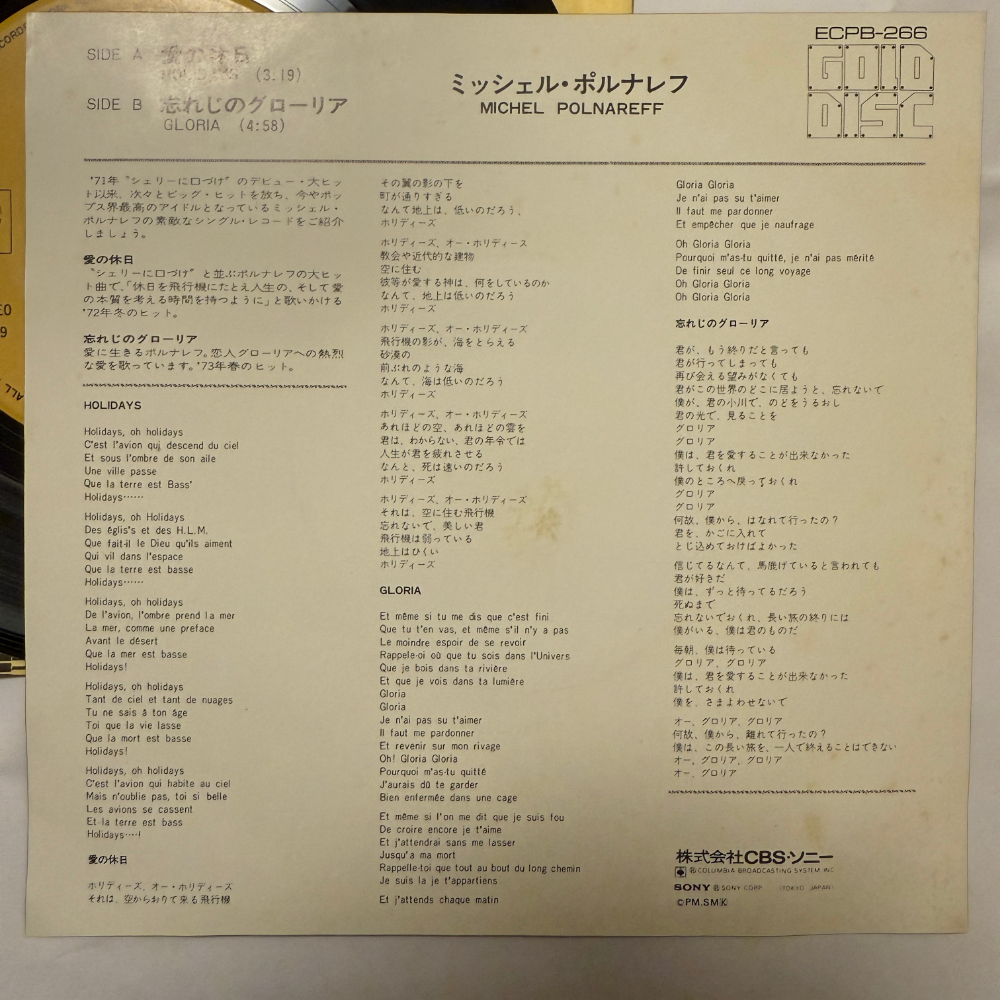 CORDS
EO
9
ALL
SIDE A 愛の休日
HOLIDAYS (3:19)
SIDE B 忘れじのグローリア
GLORIA (4:58)
ミッシェル・ポルナレフ
MICHEL POLNAREFF
ECPB-266
GOLD
DISC
'71年"シェリーに口づけ"のデビュー・大ヒッ
ト以来、次々とビッグ・ヒットを放ち、今やポッ
プス界最高のアイドルとなっているミッシェル・
ポルナレフの素敵なシングル・レコードをご紹介
しましょう。
愛の休日
"シェリーに口づけ"と並ぶポルナレフの大ヒッ
ト曲で、「休日を飛行機にたとえ人生の、そして愛
の本質を考える時間を持つように」と歌いかける
'72年冬のヒット。
忘れじのグローリア
愛に生きるポルナレフ。恋人グローリアへの熱烈
な愛を歌っています。'73年春のヒット。
HOLIDAYS
Holidays, oh holidays
C'est l'avion qui descend du ciel
Et sous l'ombre de son aile
Une ville passe
Que la terre est Bass'
Holidays……
Holidays, oh Holidays
Des églis's et des H.L.M.
Que fait-il le Dieu qu'ils aiment
Qui vil dans l'espace
Que la terre est basse
Holidays……
Holidays, oh holidays
De l'avion, l'ombre prend la mer
La mer, comme une preface
Avant le désert
Que la mer est basse
Holidays!
Holidays, oh holidays
Tant de ciel et tant de nuages
Tu ne sais â ton âge
Toi que la vie lasse
Que la mort est basse
Holidays!
Holidays, oh holidays
C'est l'avion qui habite au ciel
Mais n'oublie pas, toi si belle
Les avions se cassent
Et la terre est bass
Holidays…!
愛の休日
ホリディーズ、オー・ホリディーズ
それは、空からおりて来る飛行機
その翼の影の下を
町が通りすぎる
なんて地上は、低いのだろう、
ホリディーズ
ホリディーズ、オー・ホリディース
教会や近代的な建物
空に住む
彼等が愛する神は、何をしているのか
なんて、地上は低いのだろう
ホリディーズ
ホリディーズ、オー・ホリディーズ
飛行機の影が、海をとらえる
砂漠の
前ぶれのような海
なんて、海は低いのだろう
ホリディーズ
ホリディーズ、オー・ホリディーズ
あれほどの空、あれほどの雲を
君は、わからない、君の年令では
人生が君を疲れさせる
なんと、死は速いのだろう
ホリディーズ
ホリディーズ、オー・ホリディーズ
それは、空に住む飛行機
忘れないで、美しい君
飛行機は弱っている
地上はひくい
ホリディーズ
GLORIA
Et même si tu me dis que c'est fini
Que tu t'en vas, et même s'il n'y a pas
Le moindre espoir de se revoir
Rappele-oi oû que tu sois dans l'Univers
Que je bois dans ta rivière
Et que je vois dans ta lumière
Gloria
Gloria
Je n'ai pas su t'aimer
Il faut me pardonner
Et revenir sur mon rivage
Oh! Gloria Gloria
Pourquoi m'as-tu quitté
J'aurais dû te garder
Bien enfermée dans une cage
Et même si l'on me dit que je suis fou
De croire encore je t'aime
Et j'attendrai sans me lasser
Jusqu'a ma mort
Rappelle-toi que tout au bout du long chemin
Je suis la je t'appartiens
Et j'attends chaque matin
Gloria Gloria
Je n'ai pas su t'aimer
Il faut me pardonner
Et empêcher que je naufrage
Oh Gloria Gloria
Pourquoi m'as-tu quitté, je n'ai pas mérité
De finir seul ce long voyage
Oh Gloria Gloria
Oh Gloria Gloria
忘れじのグローリア
君が、もう終りだと言っても
君が行ってしまっても
再び会える望みがなくても
君がこの世界のどこに居ようと、忘れないで
僕が、君の小川で、のどをうるおし
君の光で、見ることを
グロリア
グロリア
僕は、君を愛することが出来なかった
許しておくれ
僕のところへ戻っておくれ
グロリア
グロリア
何故、僕から、はなれて行ったの?
君を、かごに入れて
とじ込めておけばよかった
信じてるなんて、馬鹿げていると言われても
君が好きだ
僕は、ずっと待ってるだろう
死ぬまで
忘れないでおくれ、長い旅の終りには
僕がいる、僕は君のものだ
毎朝、僕は待っている
グロリア、グロリア
僕は、君を愛することが出来なかった
許しておくれ
僕を、さまよわせないで
オー、グロリア、グロリア
何故、僕から、離れて行ったの?
僕は、この長い旅を、一人で終えることはできない
オー、グロリア、グロリア
オー、グロリア
株式会社CBS・ソニー
® COLUMBIA BROADCASTING SYSTEM INC
SONY ® SONY CORP. (TOKYO JAPAN)
©PM.SMⓀ